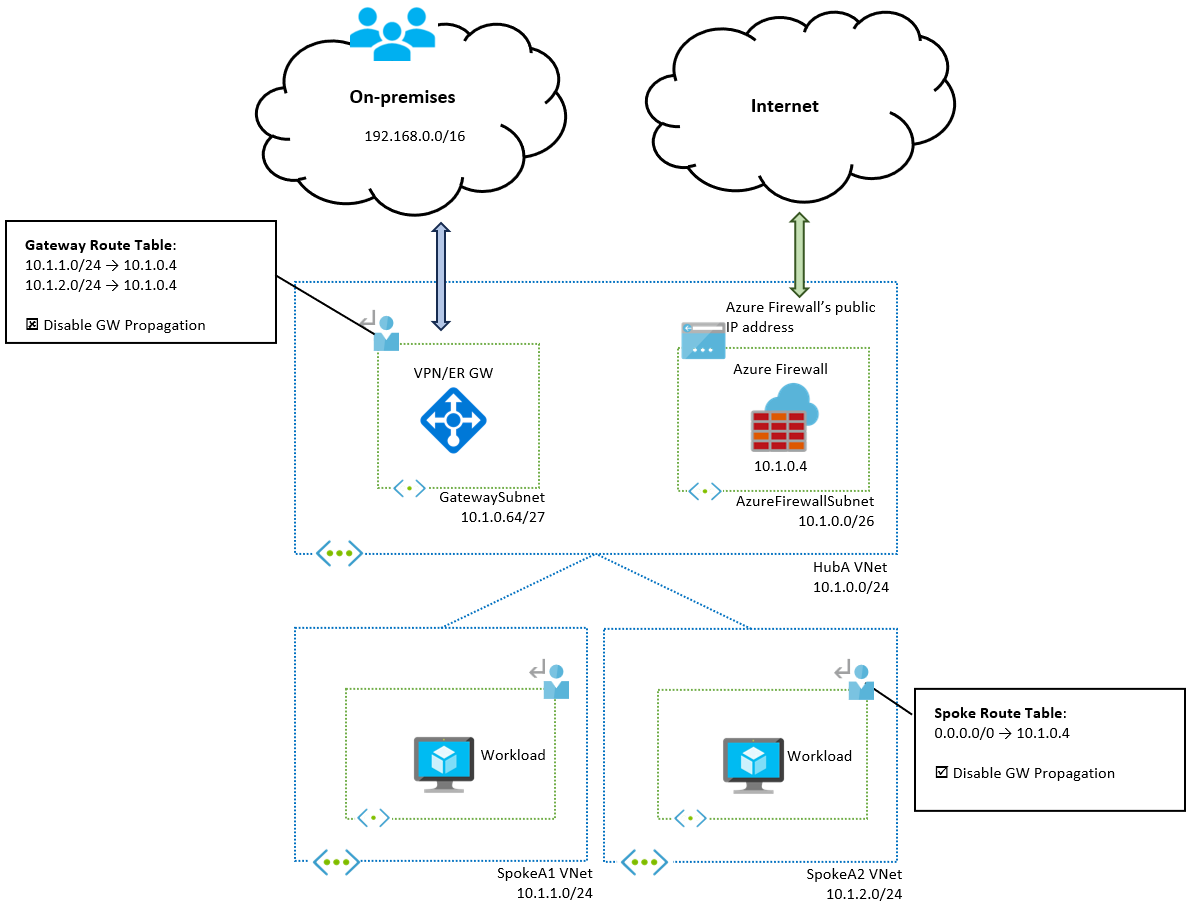 On-premises
192.168.0.0/16
Internet
Gateway Route Table:
10.1.1.0/24 → 10.1.0.4
10.1.2.0/24 → 10.1.0.4
☒ Disable GW Propagation
Azure Firewall's public
IP address
VPN/ER GW
Azure Firewall
10.1.0.4
GatewaySubnet
10.1.0.64/27
AzureFirewallSubnet
10.1.0.0/26
HubA VNet
10.1.0.0/24
Workload
Workload
Spoke Route Table:
0.0.0.0/0 → 10.1.0.4
☑ Disable GW Propagation
SpokeA1 VNet
10.1.1.0/24
SpokeA2 VNet
10.1.2.0/24